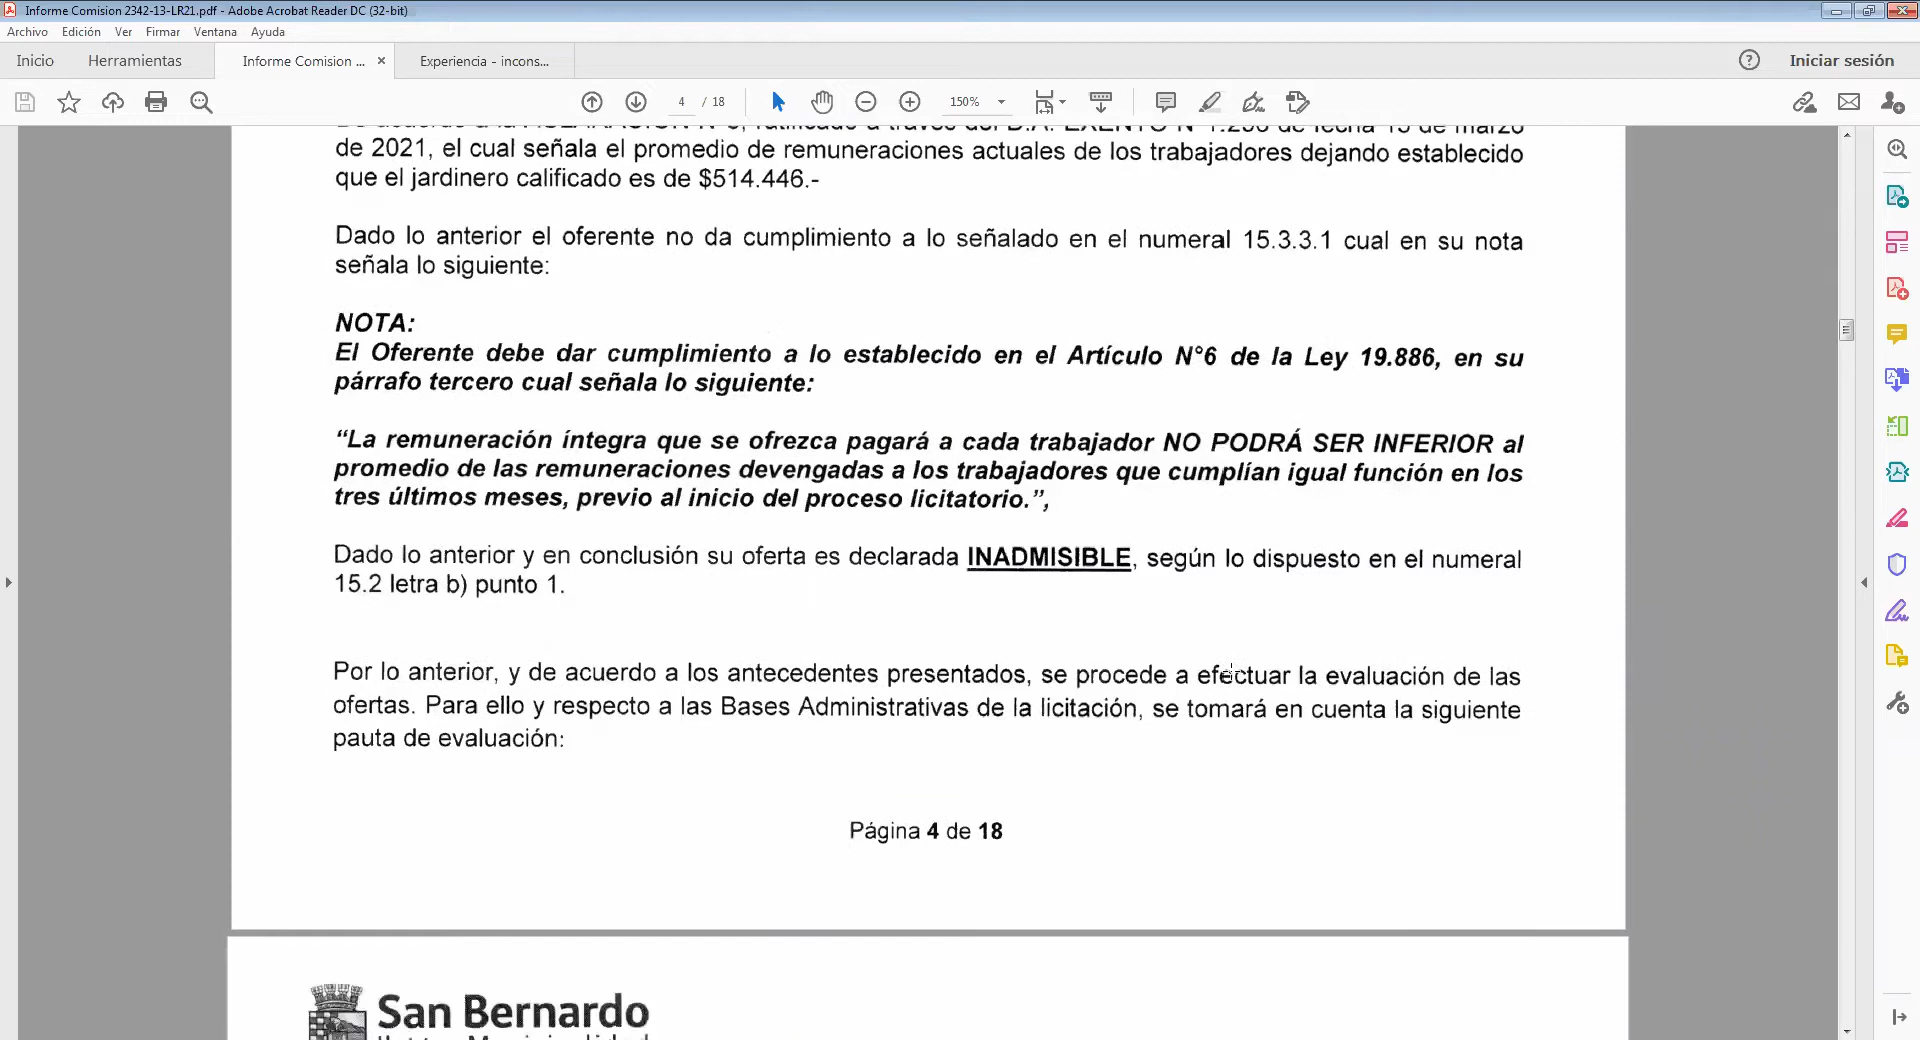 Informe Comision 2342-13-LR21.pdf - Adobe Acrobat Reader DC (32-bit)
Archivo Edición Ver Firmar Ventana Ayuda
Inicio Herramientas Informe Comision ... × Experiencia - incons... Iniciar sesión
4 / 18 150%
de 2021, el cual señala el promedio de remuneraciones actuales de los trabajadores dejando establecido
que el jardinero calificado es de $514.446.-
Dado lo anterior el oferente no da cumplimiento a lo señalado en el numeral 15.3.3.1 cual en su nota
señala lo siguiente:
NOTA:
El Oferente debe dar cumplimiento a lo establecido en el Artículo N°6 de la Ley 19.886, en su
párrafo tercero cual señala lo siguiente:
“La remuneración íntegra que se ofrezca pagará a cada trabajador NO PODRÁ SER INFERIOR al
promedio de las remuneraciones devengadas a los trabajadores que cumplían igual función en los
tres últimos meses, previo al inicio del proceso licitatorio.”,
Dado lo anterior y en conclusión su oferta es declarada INADMISIBLE, según lo dispuesto en el numeral
15.2 letra b) punto 1.
Por lo anterior, y de acuerdo a los antecedentes presentados, se procede a efectuar la evaluación de las
ofertas. Para ello y respecto a las Bases Administrativas de la licitación, se tomará en cuenta la siguiente
pauta de evaluación:
Página 4 de 18
San Bernardo